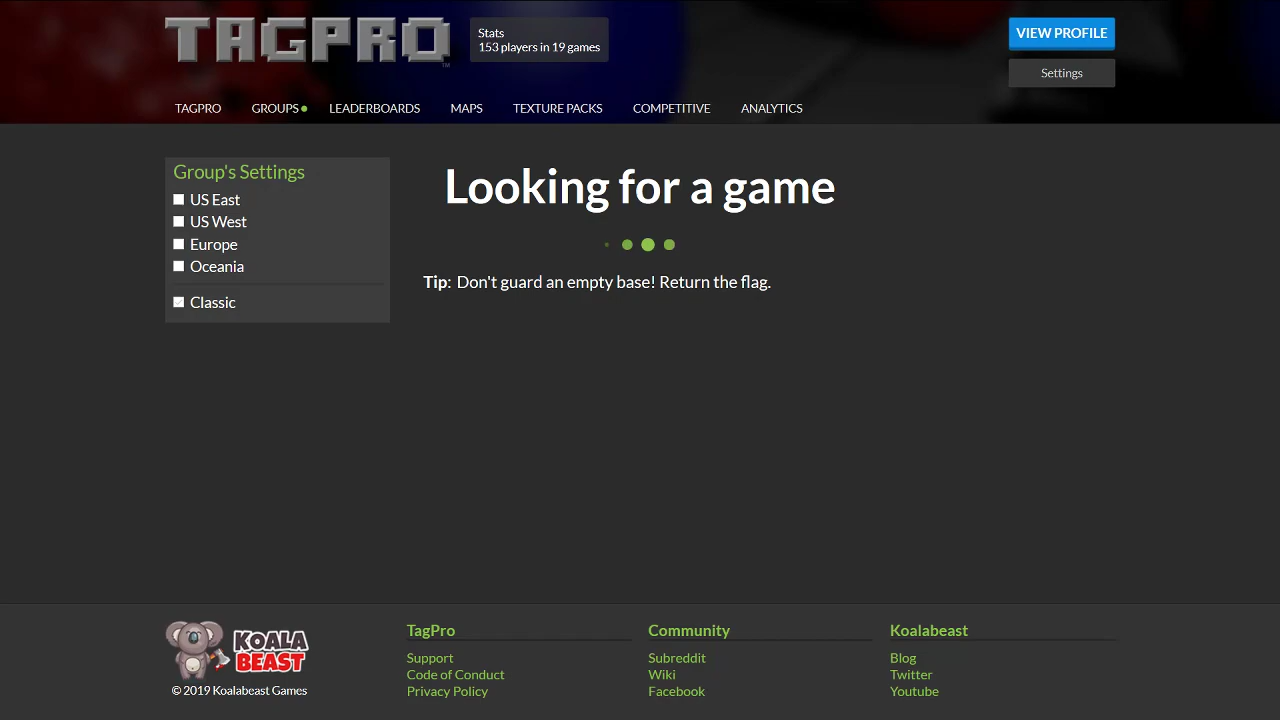 TAGPRO
TM
Stats
153 players in 19 games
VIEW PROFILE
Settings
TAGPRO
GROUPS
LEADERBOARDS
MAPS
TEXTURE PACKS
COMPETITIVE
ANALYTICS
Group's Settings
US East
US West
Europe
Oceania
Classic
Looking for a game
Tip: Don't guard an empty base! Return the flag.
KOALA
BEAST
© 2019 Koalabeast Games
TagPro
Support
Code of Conduct
Privacy Policy
Community
Subreddit
Wiki
Facebook
Koalabeast
Blog
Twitter
Youtube